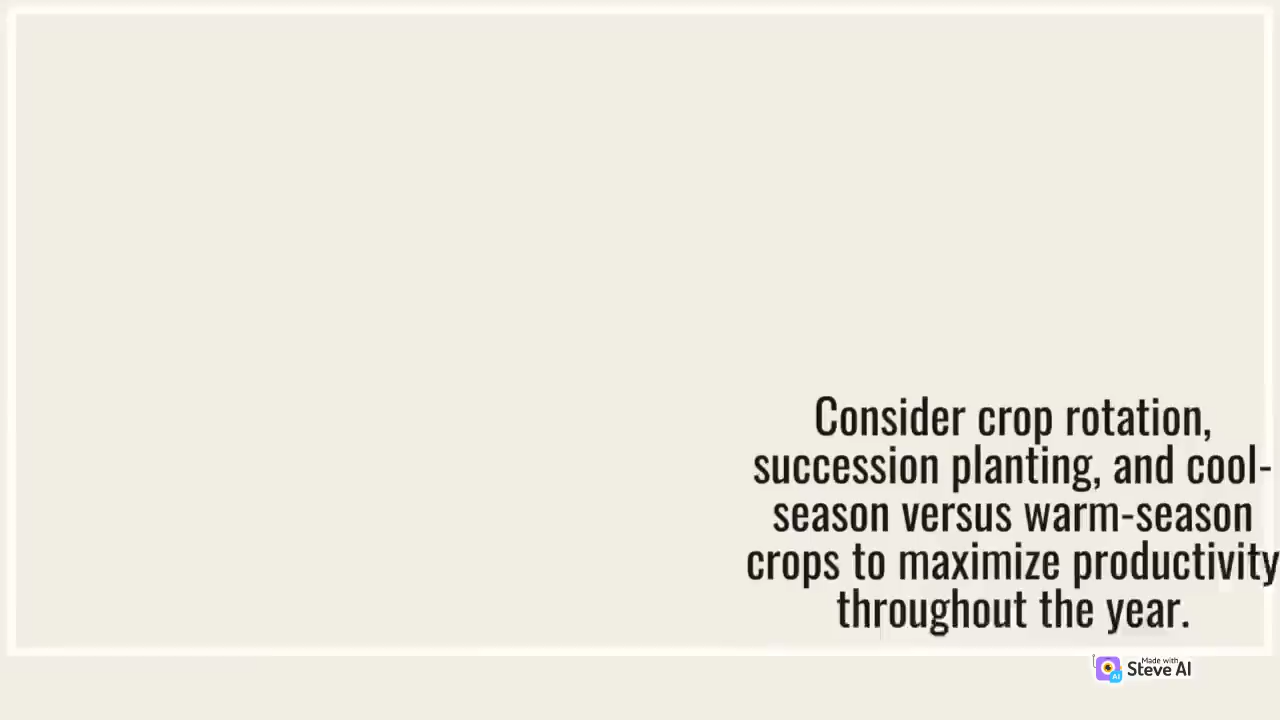 Consider crop rotation,
succession planting, and cool-
season versus warm-season
crops to maximize productivity
throughout the year.
Made with
Steve AI
AI